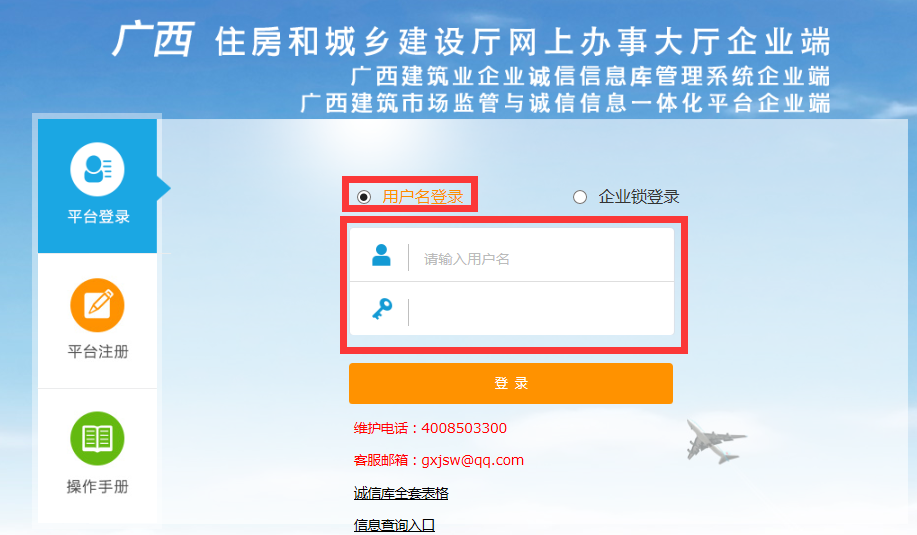 广西 住房和城乡建设厅网上办事大厅企业端
广西建筑业企业诚信信息库管理系统企业端
广西建筑市场监管与诚信信息一体化平台企业端
平台登录
用户名登录
企业锁登录
请输入用户名
平台注册
登 录
操作手册
维护电话：4008503300
客服邮箱：gxjsw@qq.com
诚信库全套表格
信息查询入口